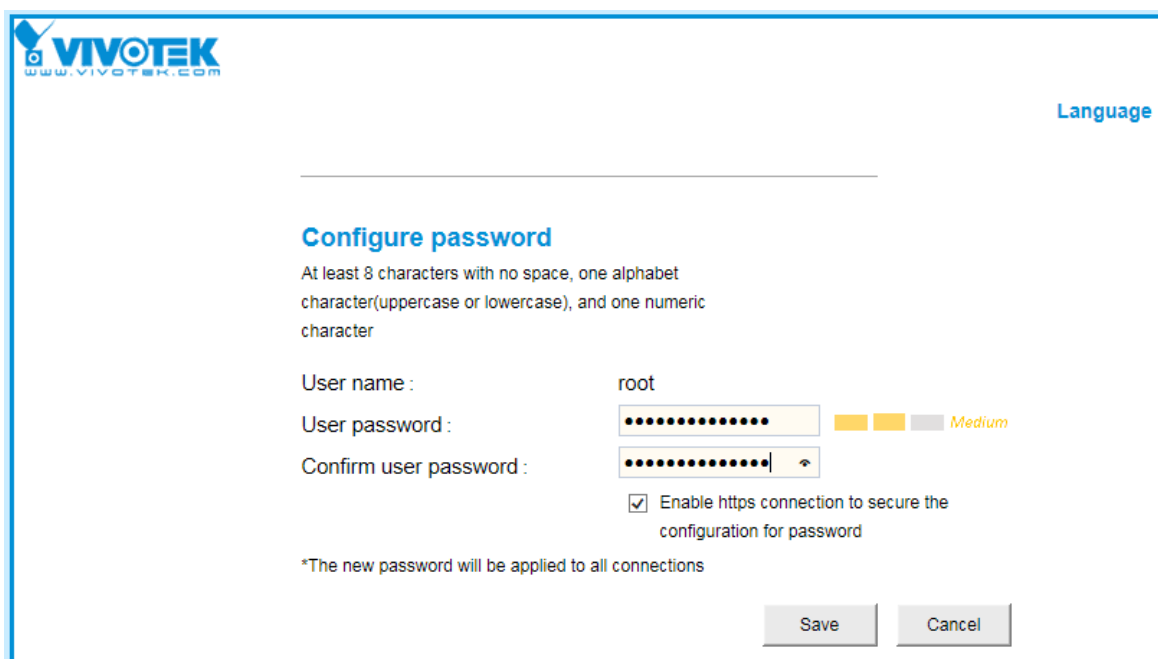 VIVOTEK
www.vivotek.com
Language
Configure password
At least 8 characters with no space, one alphabet
character(uppercase or lowercase), and one numeric
character
User name : root
User password : ●●●●●●●●●●●●●● Medium
Confirm user password : ●●●●●●●●●●●●●●
Enable https connection to secure the
configuration for password
*The new password will be applied to all connections
Save Cancel